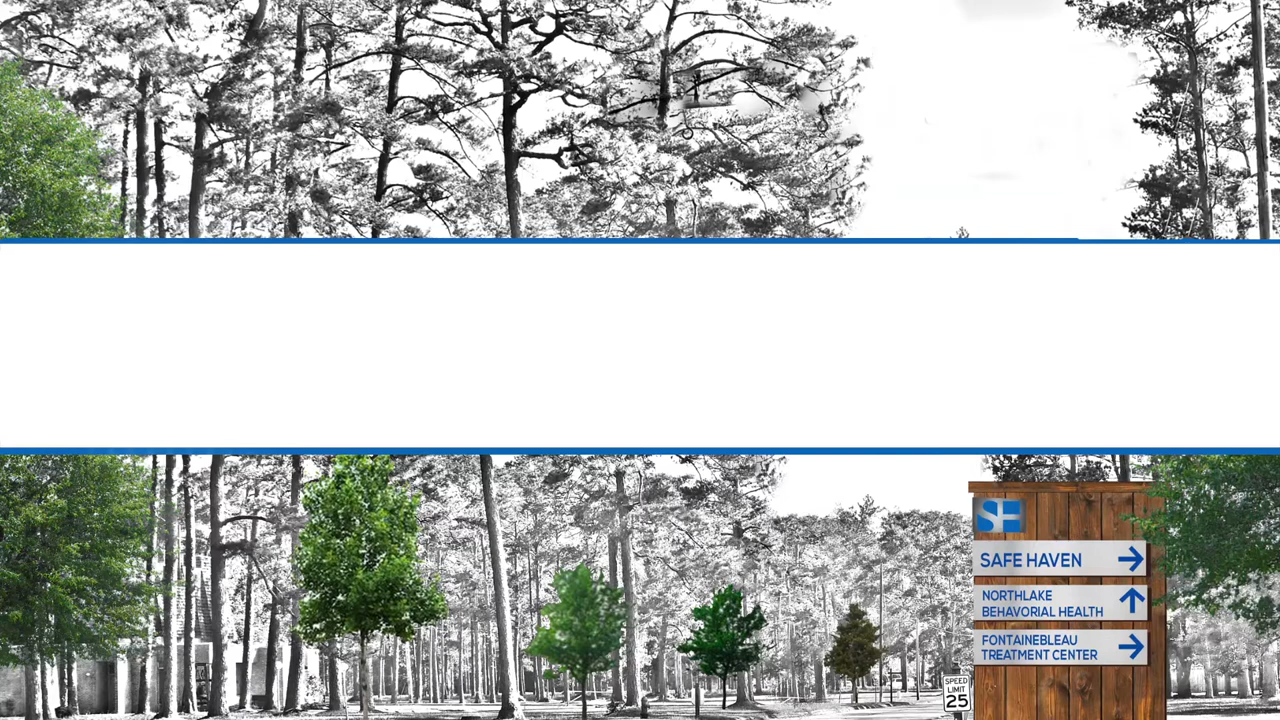 SH
SAFE HAVEN
NORTHLAKE
BEHAVORIAL HEALTH
FONTAINEBLEAU
TREATMENT CENTER
SPEED
LIMIT
25